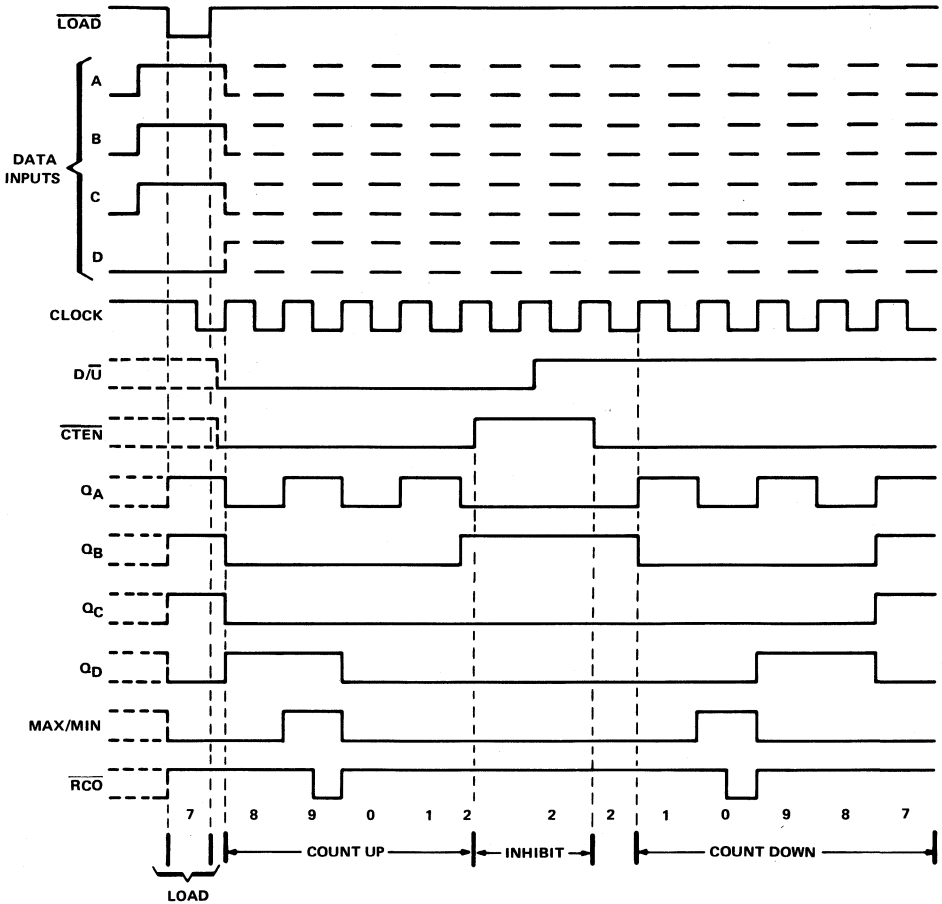 LOAD
A
B
DATA INPUTS
C
D
CLOCK
D/U
CTEN
QA
QB
QC
QD
MAX/MIN
RCO
7 8 9 0 1 2 2 2 1 0 9 8 7
COUNT UP INHIBIT COUNT DOWN
LOAD